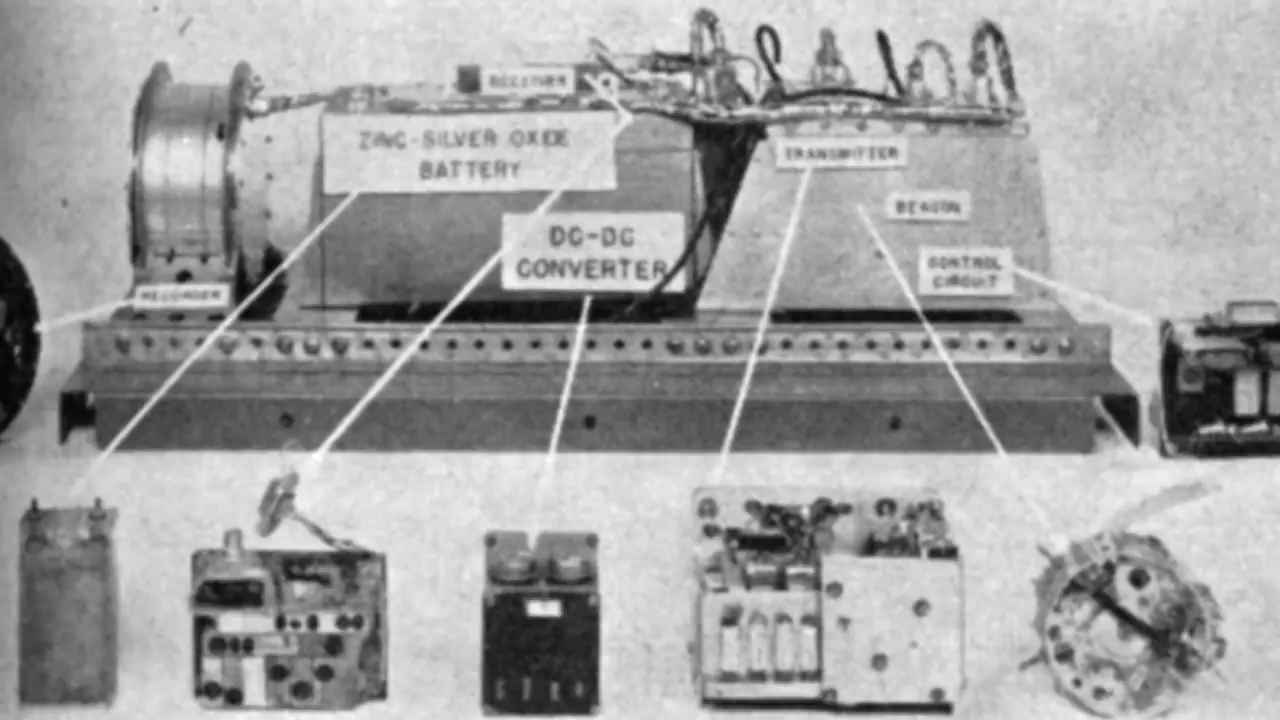 RECEIVER
ZINC-SILVER OXIDE
BATTERY
TRANSMITTER
BEACON
DC-DC
CONVERTER
CONTROL
CIRCUIT
RECORDER